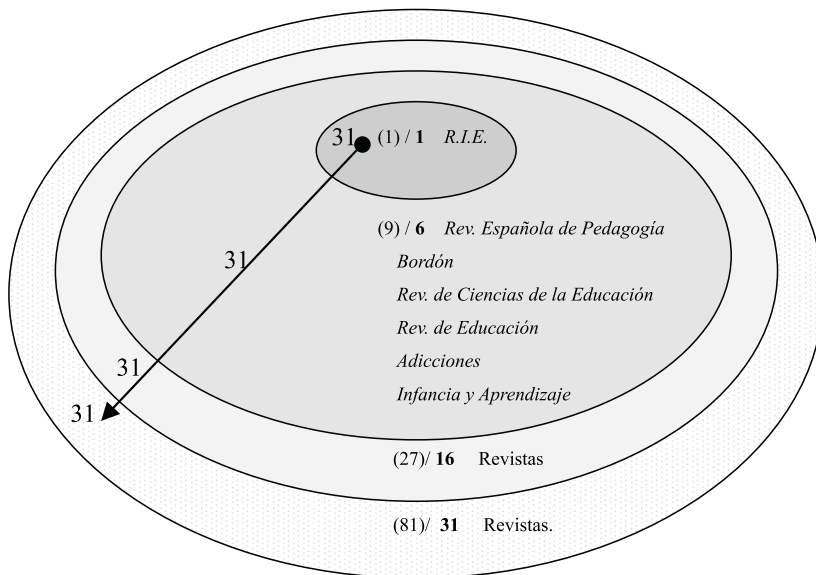 31 (1) / 1 R.I.E.
(9) / 6 Rev. Española de Pedagogía
31 Bordón
Rev. de Ciencias de la Educación
Rev. de Educación
31 Adicciones
Infancia y Aprendizaje
31
(27)/ 16 Revistas
(81)/ 31 Revistas.